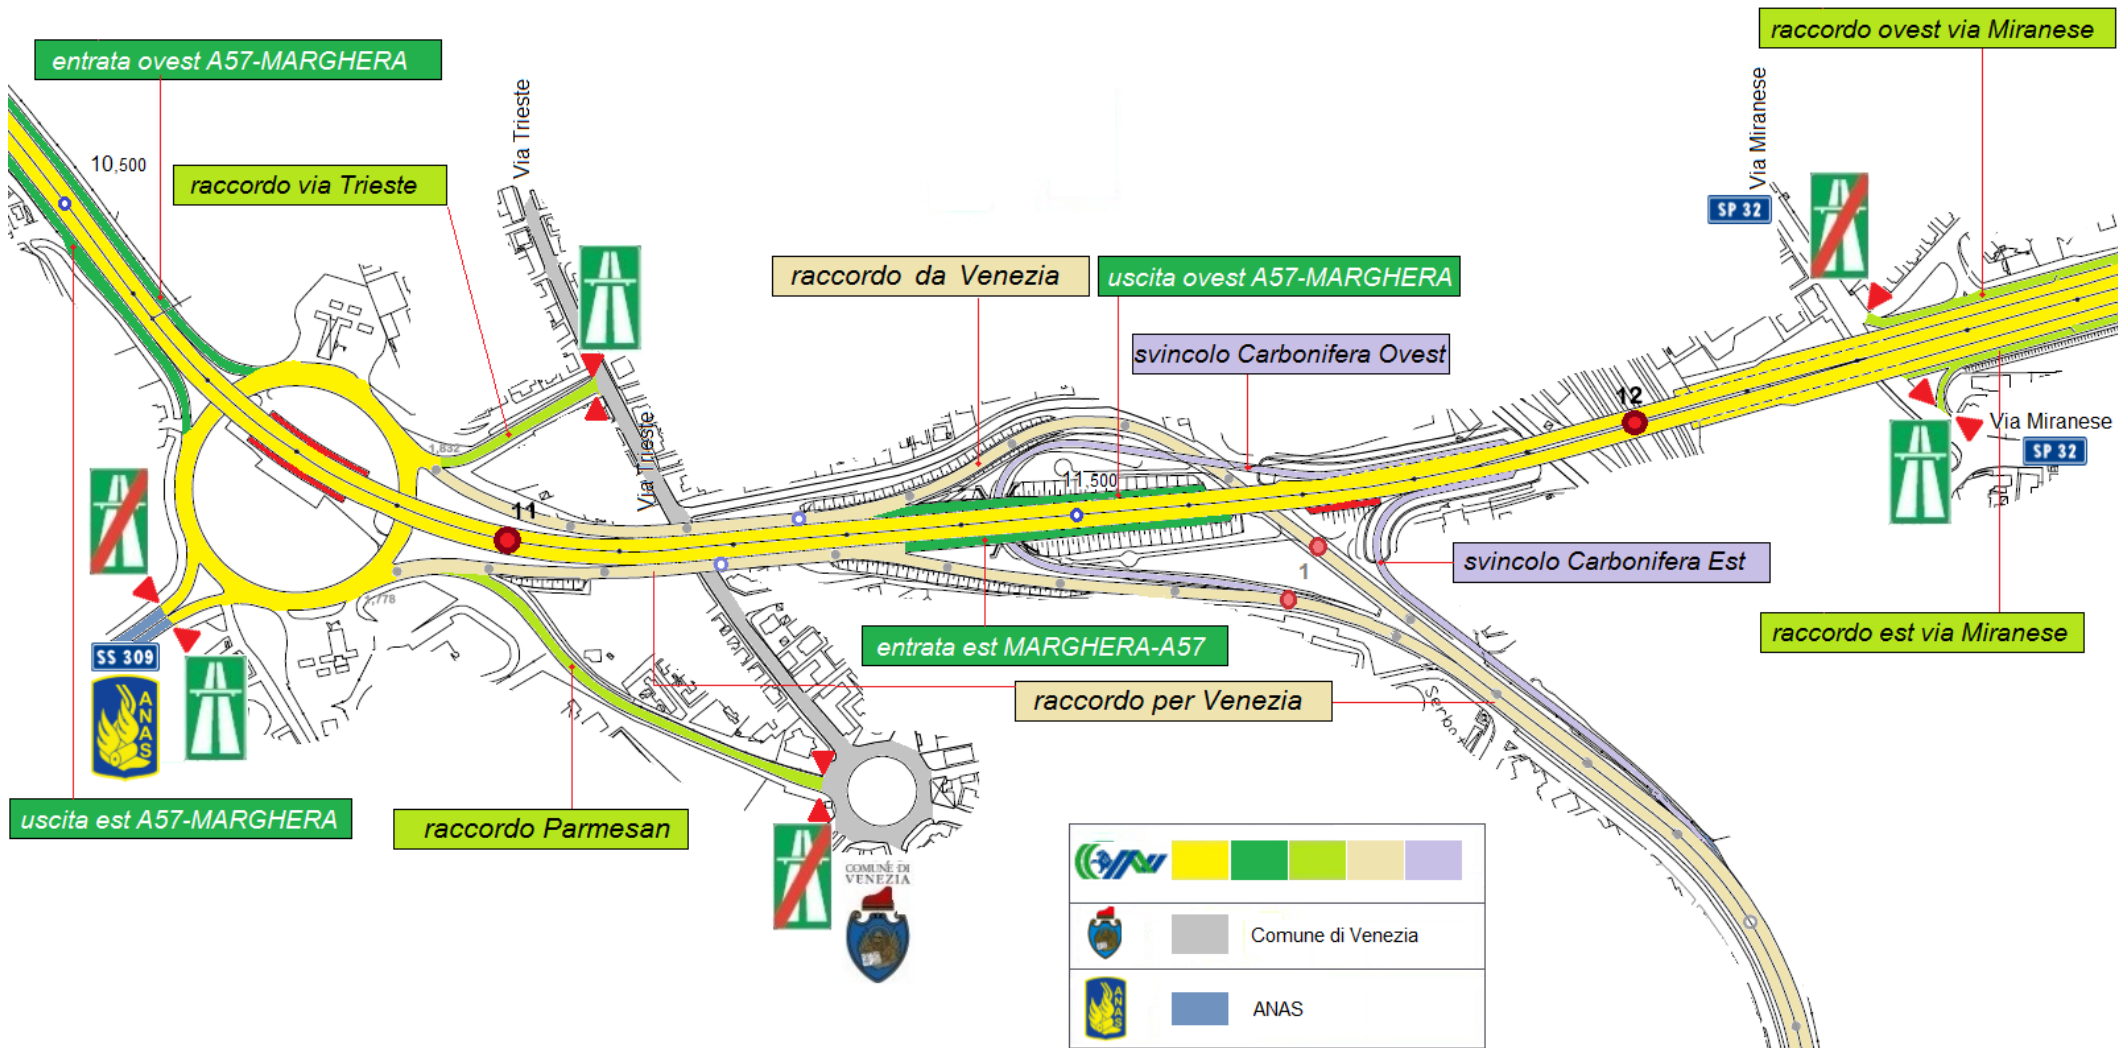 raccordo ovest via Miranese
entrata ovest A57-MARGHERA
Via Trieste
Via Miranese
10,500
raccordo via Trieste
SP 32
raccordo da Venezia
uscita ovest A57-MARGHERA
svincolo Carbonifera Ovest
12
Via Miranese
SP 32
1,832
Via Trieste
11.500
11
svincolo Carbonifera Est
1
1,778
raccordo est via Miranese
entrata est MARGHERA-A57
SS 309
ANAS
raccordo per Venezia
uscita est A57-MARGHERA
raccordo Parmesan
COMUNE DI
VENEZIA
Comune di Venezia
ANAS
ANAS